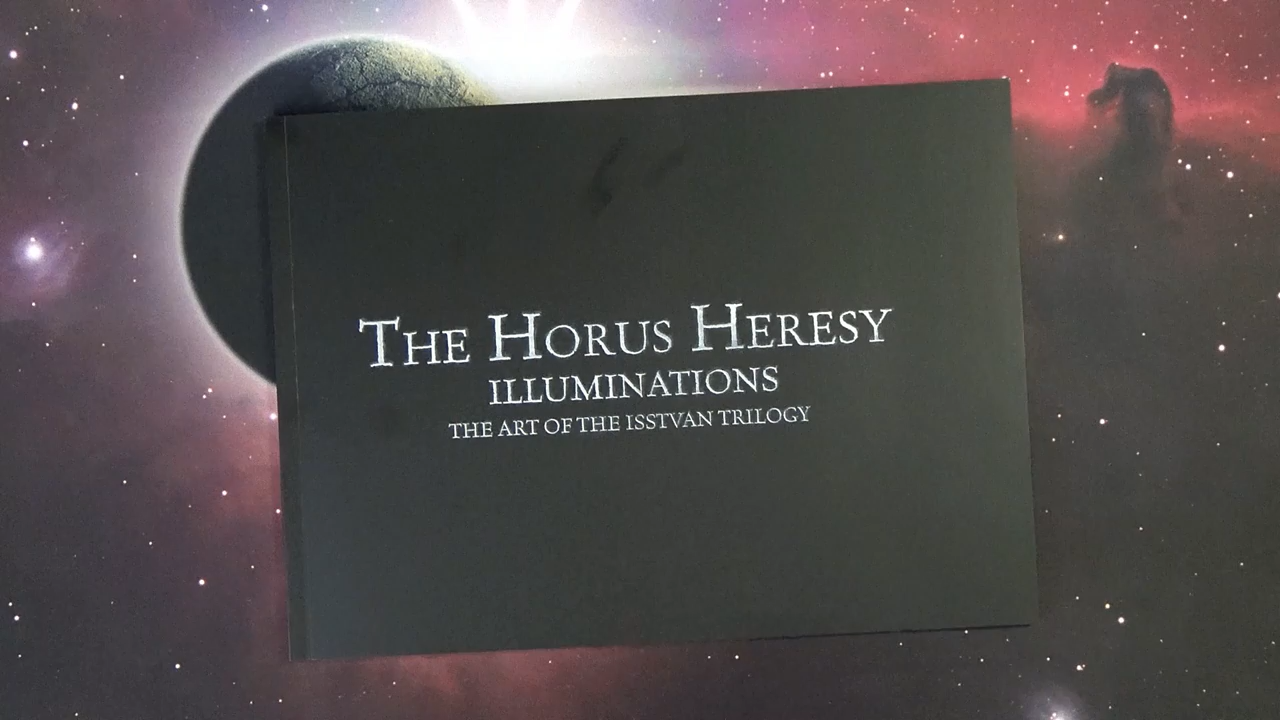 THE HORUS HERESY
ILLUMINATIONS
THE ART OF THE ISSTVAN TRILOGY